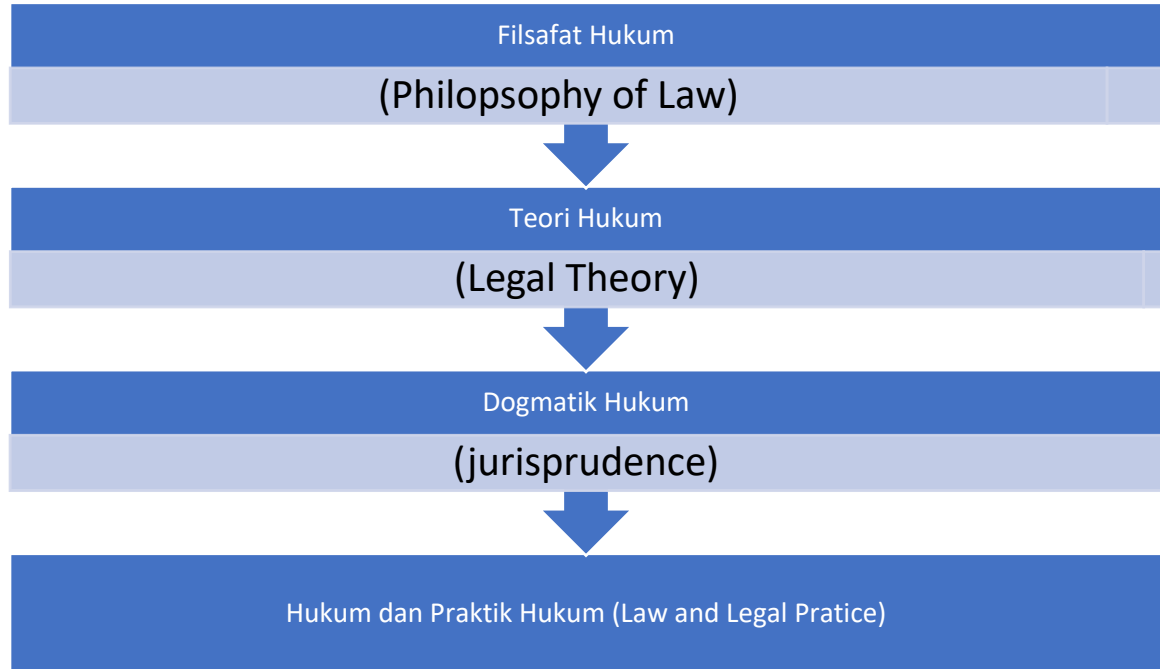 Filsafat Hukum
(Philopsophy of Law)
Teori Hukum
(Legal Theory)
Dogmatik Hukum
(jurisprudence)
Hukum dan Praktik Hukum (Law and Legal Pratice)